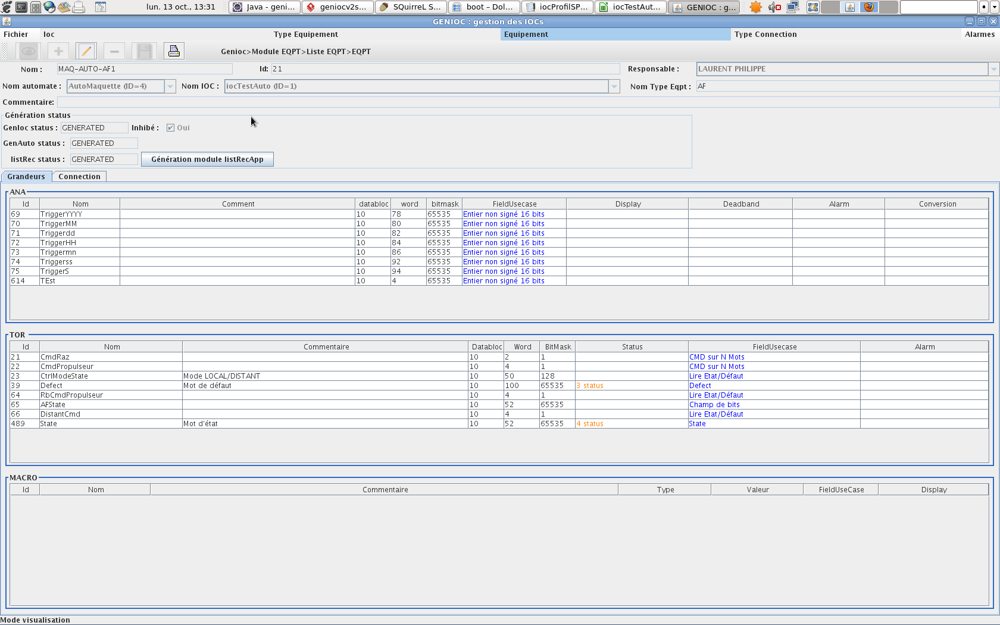 lun. 13 oct., 13:31 Java - geni... geniocv2s... SQuirreL S... boot – Dol... iocProfilSP... iocTestAut... GENIOC : g...
GENIOC : gestion des IOCs
Fichier Ioc Type Equipement Equipement Type Connection Alarmes
Genioc>Module EQPT>Liste EQPT>EQPT
Nom : MAQ-AUTO-AF1 Id: 21 Responsable : LAURENT PHILIPPE
Nom automate : AutoMaquette (ID=4) Nom IOC : iocTestAuto (ID=1) Nom Type Eqpt : AF
Commentaire:
Génération status
GenIoc status : GENERATED Inhibé : Oui
GenAuto status : GENERATED
listRec status : GENERATED Génération module listRecApp
Grandeurs Connection
ANA
Id Nom Comment databloc word bitmask FieldUsecase Display Deadband Alarm Conversion
69 TriggerYYYY 10 78 65535 Entier non signé 16 bits
70 TriggerMM 10 80 65535 Entier non signé 16 bits
71 Triggerdd 10 82 65535 Entier non signé 16 bits
72 TriggerHH 10 84 65535 Entier non signé 16 bits
73 Triggermn 10 86 65535 Entier non signé 16 bits
74 Triggerss 10 92 65535 Entier non signé 16 bits
75 TriggerS 10 94 65535 Entier non signé 16 bits
614 TEst 10 4 65535 Entier non signé 16 bits
TOR
Id Nom Commentaire Databloc Word BitMask Status FieldUsecase Alarm
21 CmdRaz 10 2 1 CMD sur N Mots
22 CmdPropulseur 10 4 1 CMD sur N Mots
23 CtrlModeState Mode LOCAL/DISTANT 10 50 128 Lire Etat/Défaut
39 Defect Mot de défaut 10 100 65535 3 status Defect
64 RbCmdPropulseur 10 4 1 Lire Etat/Défaut
65 AFState 10 52 65535 Champ de bits
66 DistantCmd 10 4 1 Lire Etat/Défaut
489 State Mot d'état 10 52 65535 4 status State
MACRO
Id Nom Commentaire Type Valeur FieldUseCase Display
Mode visualisation